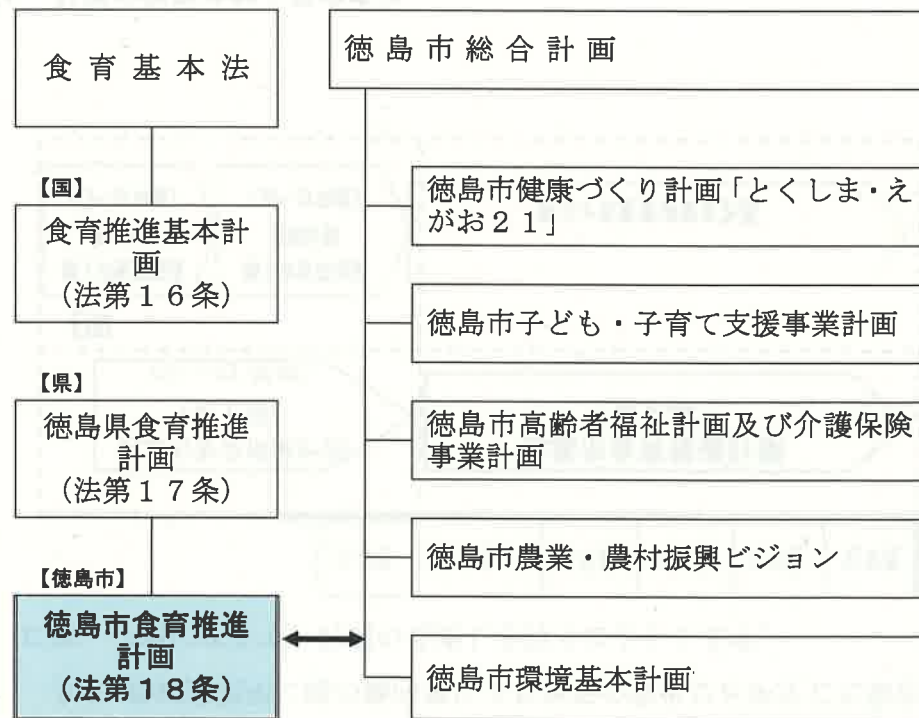 食育基本法
【国】
食育推進基本計
画
(法第１６条)
【県】
徳島県食育推進
計画
(法第１７条)
【徳島市】
徳島市食育推進
計画
(法第18条)
徳島市総合計画
徳島市健康づくり計画「とくしま・え
がお２１」
徳島市子ども・子育て支援事業計画
徳島市高齢者福祉計画及び介護保険
事業計画
徳島市農業・農村振興ビジョン
徳島市環境基本計画